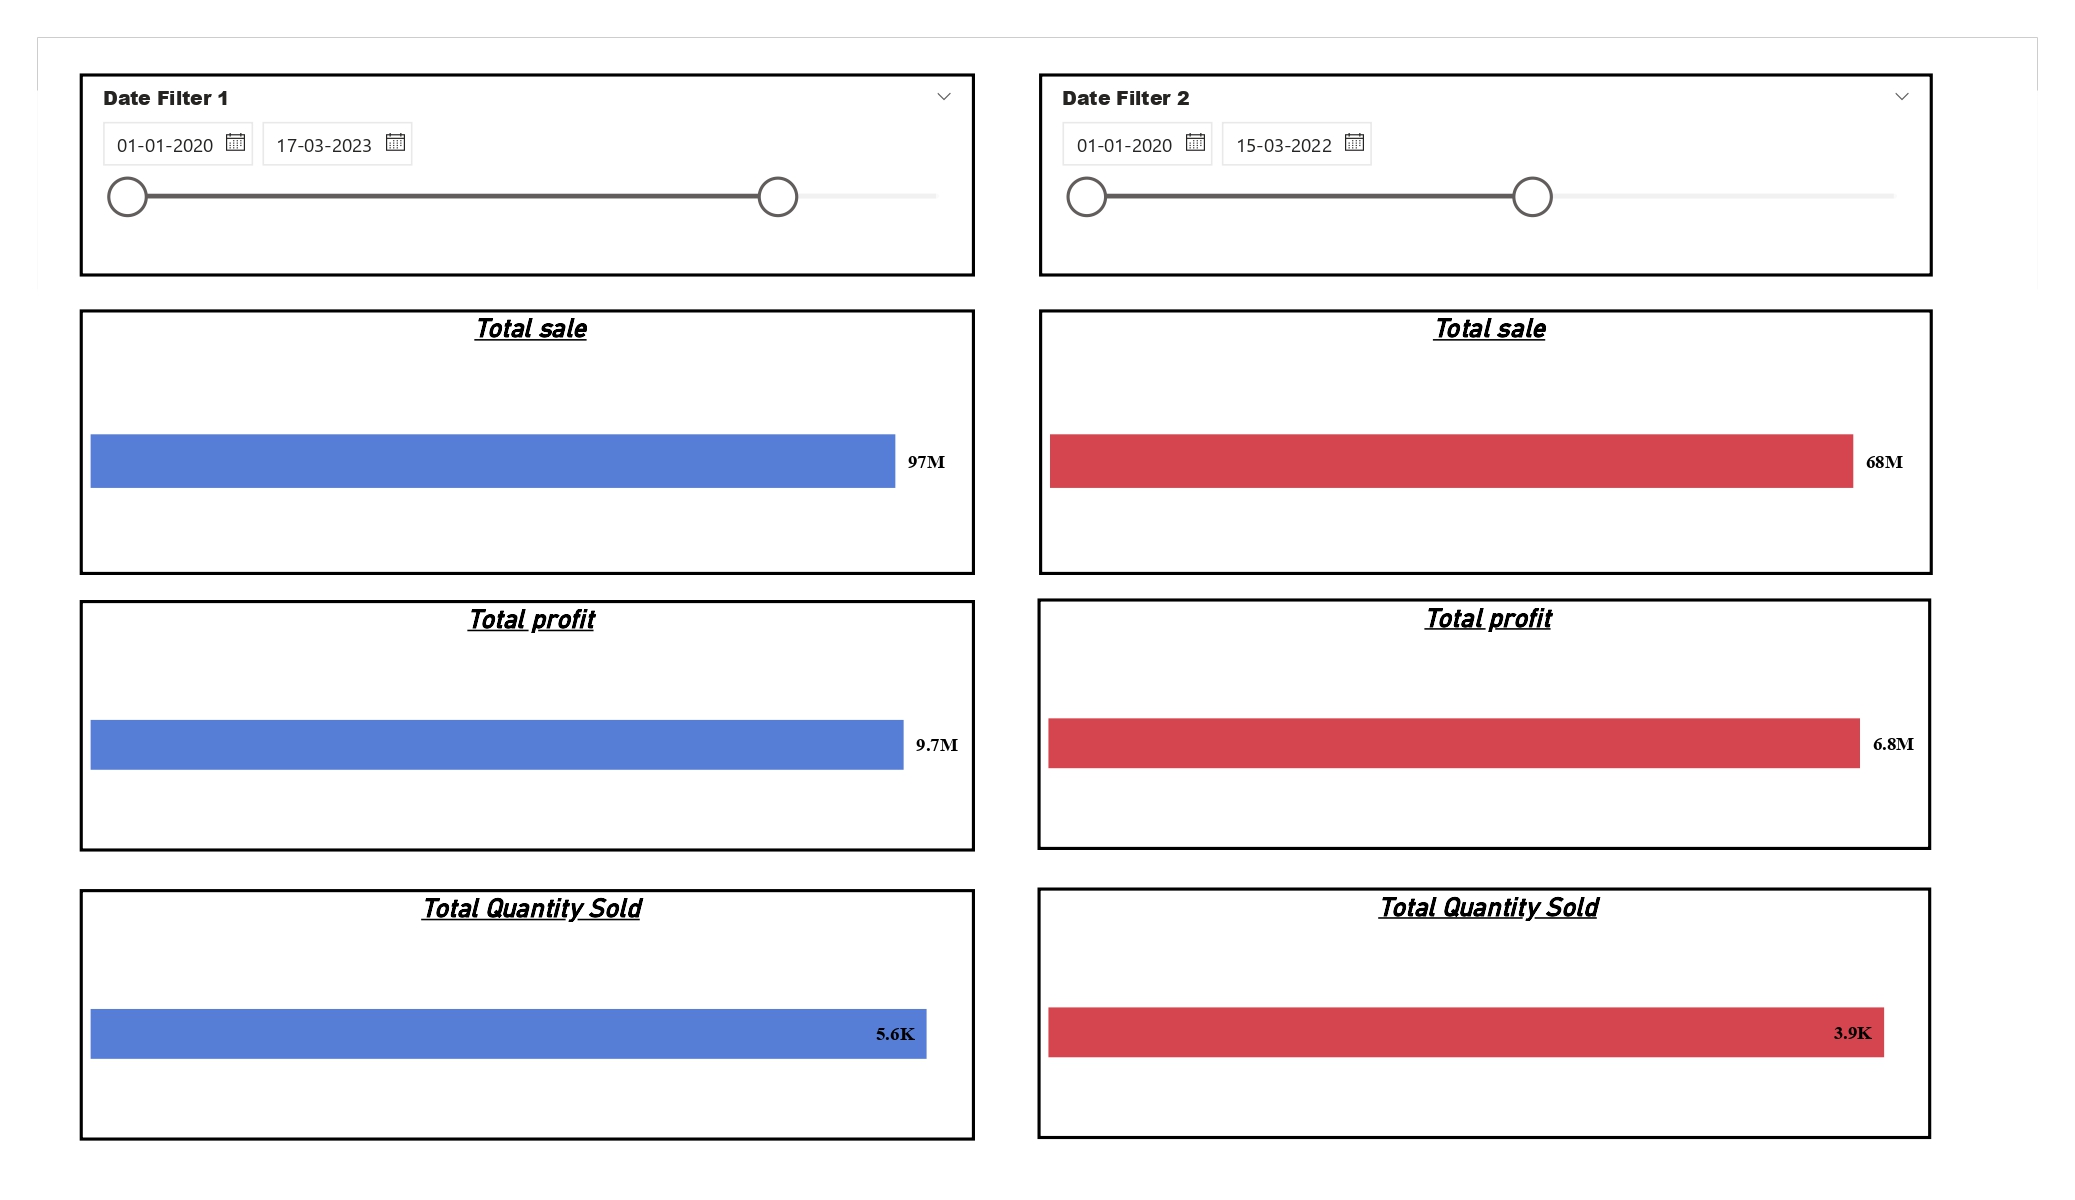 Date Filter 1
01-01-2020 17-03-2023
Total sale
97M
Total profit
9.7M
Total Quantity Sold
5.6K
Date Filter 2
01-01-2020 15-03-2022
Total sale
68M
Total profit
6.8M
Total Quantity Sold
3.9K